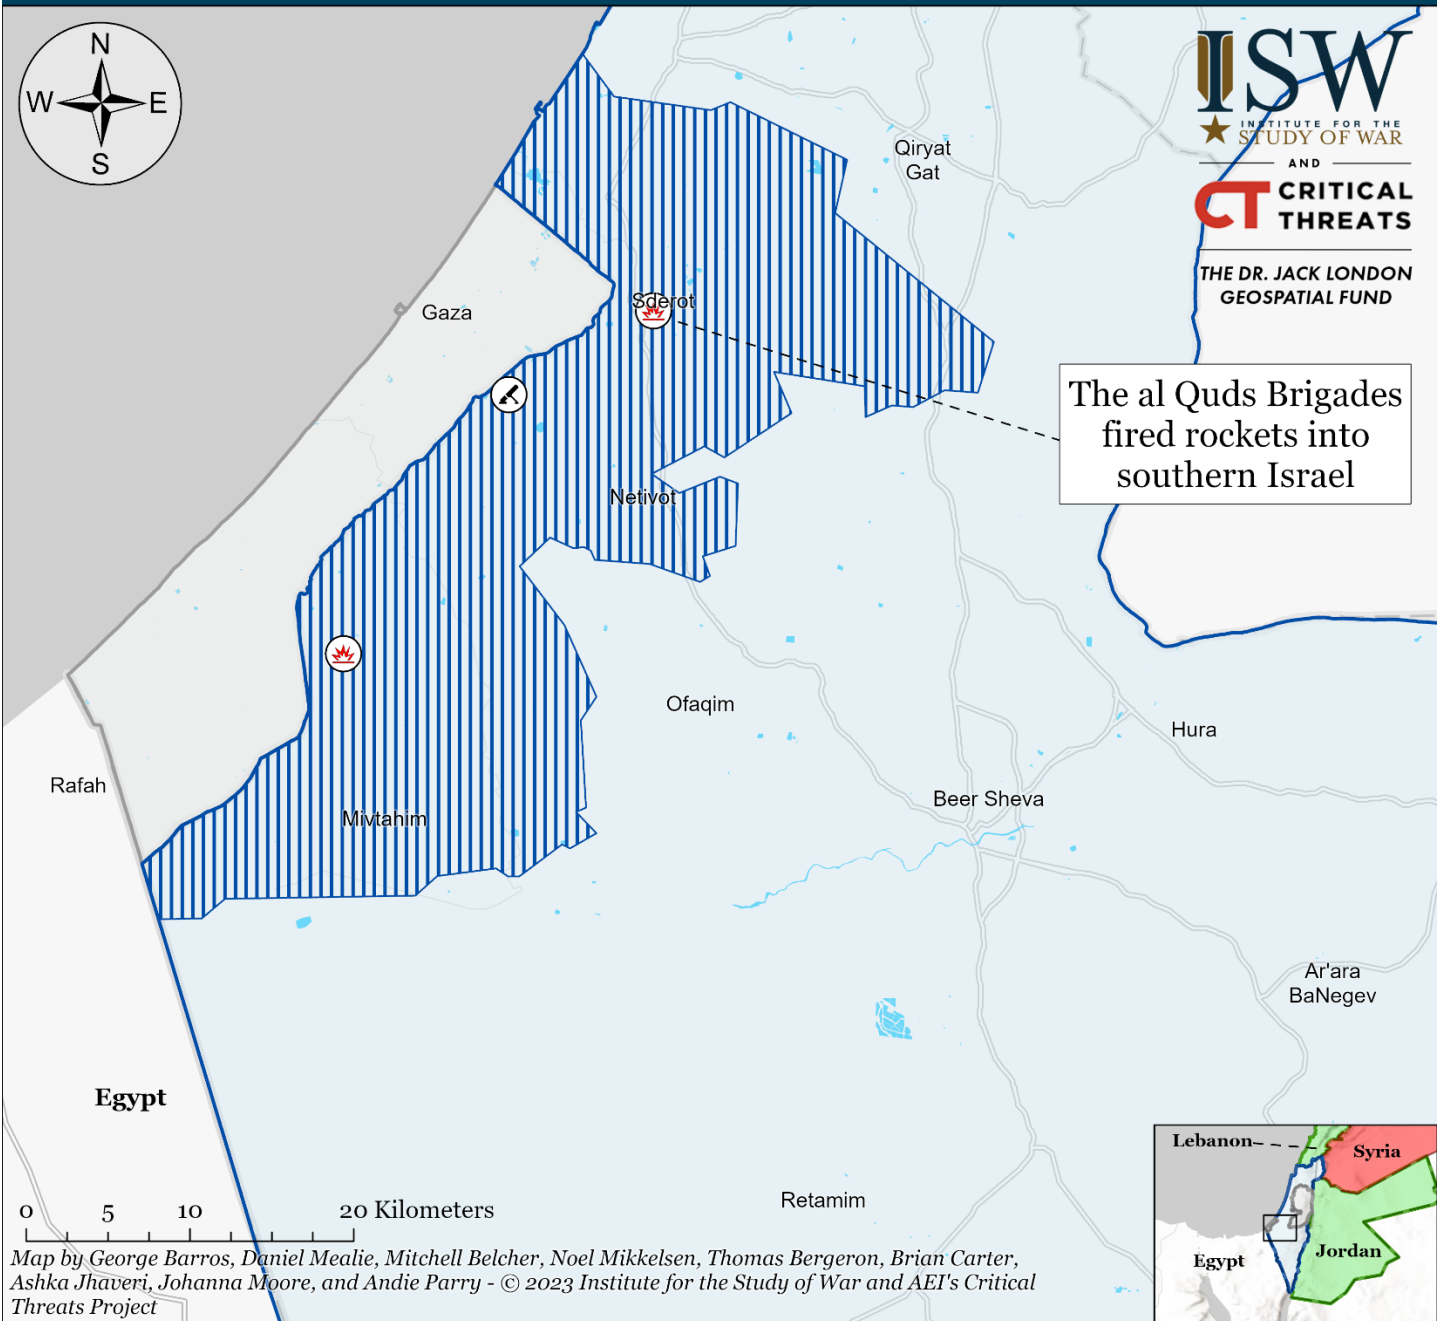 N
W
E
S
ISW
INSTITUTE FOR THE
STUDY OF WAR
AND
CT CRITICAL
THREATS
THE DR. JACK LONDON
GEOSPATIAL FUND
Qiryat
Gat
Sderot
Gaza
The al Quds Brigades
fired rockets into
southern Israel
Netivot
Ofaqim
Hura
Rafah
Beer Sheva
Mivtahim
Ar'ara
BaNegev
Egypt
Retamim
Lebanon
Syria
Egypt
Jordan
0 5 10 20 Kilometers
Map by George Barros, Daniel Mealie, Mitchell Belcher, Noel Mikkelsen, Thomas Bergeron, Brian Carter,
Ashka Jhaveri, Johanna Moore, and Andie Parry - © 2023 Institute for the Study of War and AEI's Critical
Threats Project